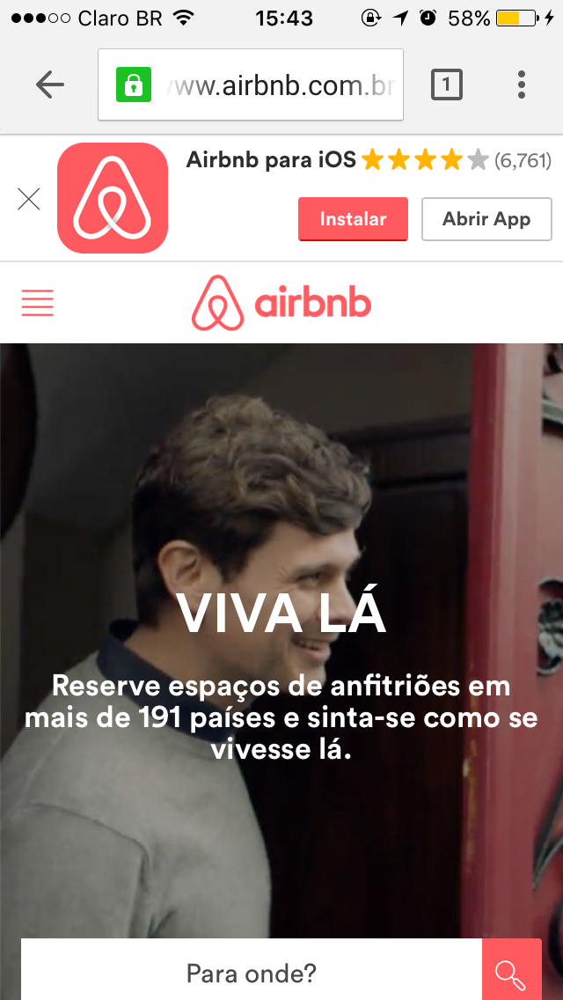 Claro BR 15:43 58%
www.airbnb.com.br 1
Airbnb para iOS (6,761)
Instalar Abrir App
airbnb
VIVA LÁ
Reserve espaços de anfitriões em
mais de 191 países e sinta-se como se
vivesse lá.
Para onde?